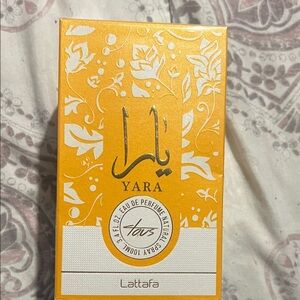 يارا
YARA
EAU DE PERFUME NATURAL SPRAY 100ML 3.4 FL.OZ.
tous
Lattafa